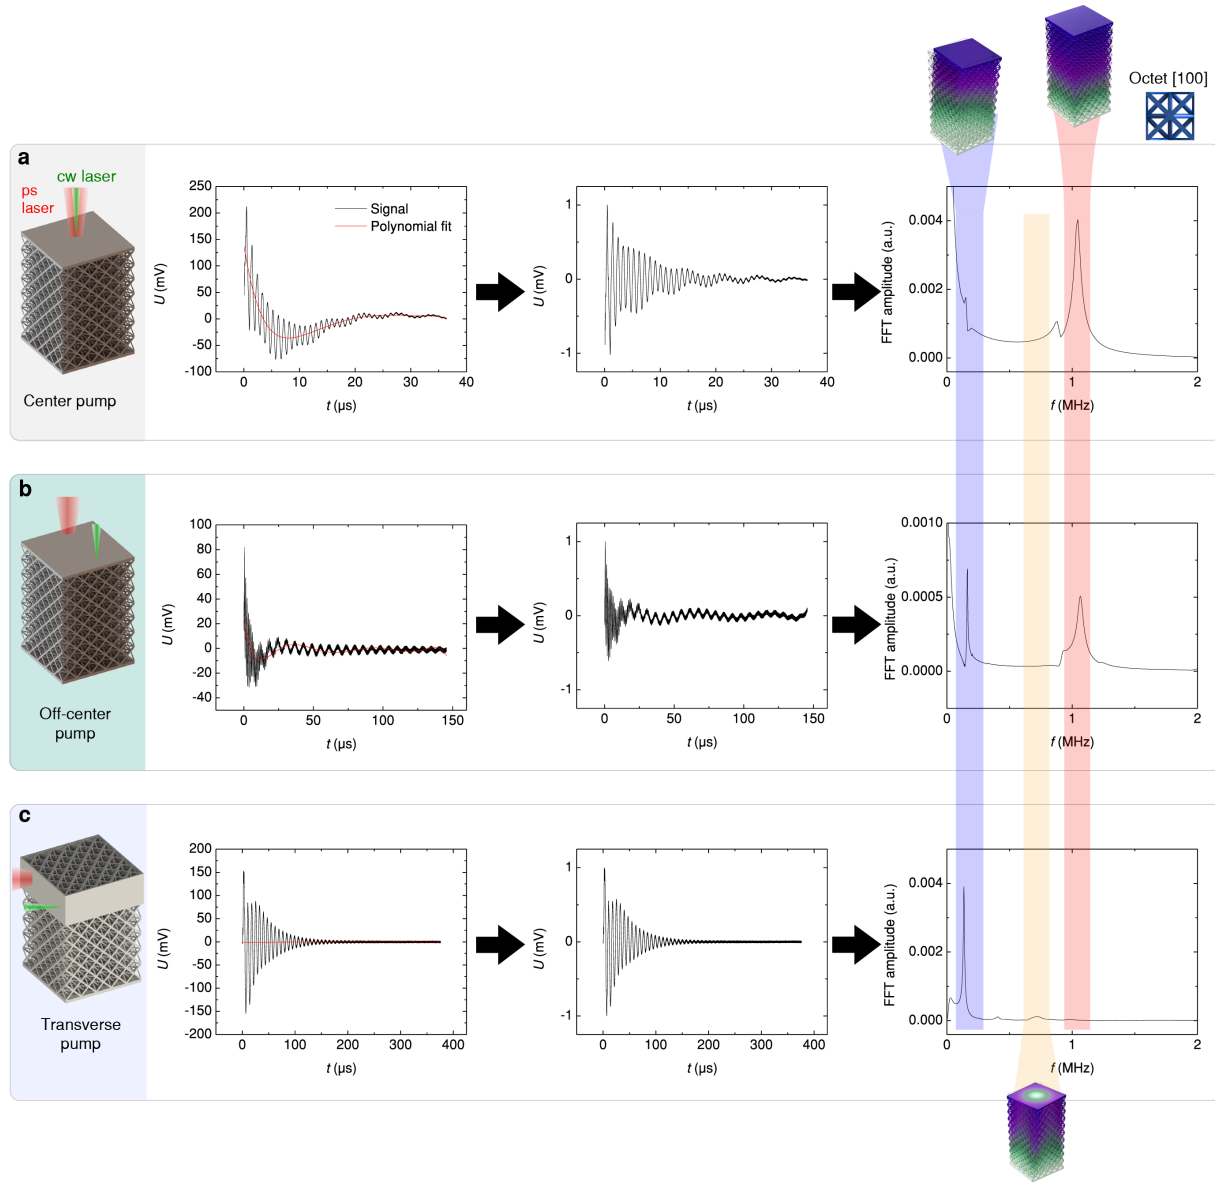 Octet [100]
a
cw laser
ps
laser
Center pump
250
200
150
100
50
0
-50
-100
U (mV)
Signal
Polynomial fit
0 10 20 30 40
t (µs)
1
0
-1
U (mV)
0 10 20 30 40
t (µs)
0.004
0.002
0.000
FFT amplitude (a.u.)
0 1 2
f (MHz)
b
Off-center
pump
100
80
60
40
20
0
-20
-40
U (mV)
0 50 100 150
t (µs)
1
0
-1
U (mV)
0 50 100 150
t (µs)
0.0010
0.0005
0.0000
FFT amplitude (a.u.)
0 1 2
f (MHz)
c
Transverse
pump
200
150
100
50
0
-50
-100
-150
-200
U (mV)
0 100 200 300 400
t (µs)
1
0
-1
U (mV)
0 100 200 300 400
t (µs)
0.004
0.002
0.000
FFT amplitude (a.u.)
0 1 2
f (MHz)